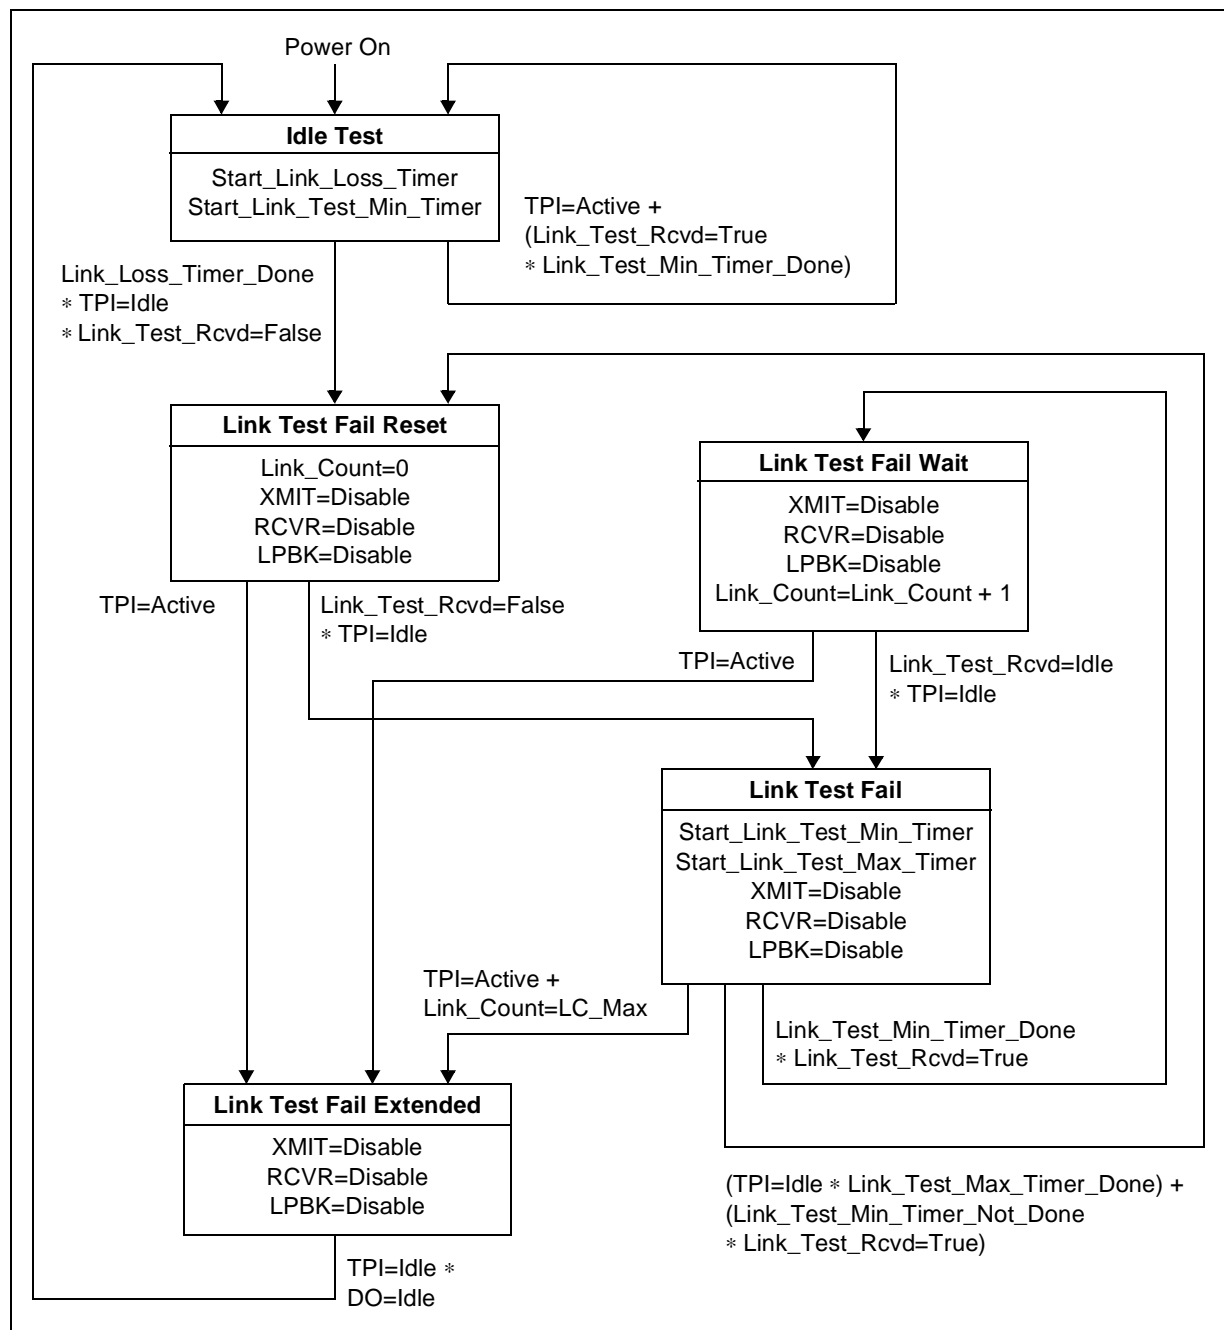 Power On
Idle Test
Start_Link_Loss_Timer
Start_Link_Test_Min_Timer
TPI=Active +
(Link_Test_Rcvd=True
* Link_Test_Min_Timer_Done)
Link_Loss_Timer_Done
* TPI=Idle
* Link_Test_Rcvd=False
Link Test Fail Reset
Link_Count=0
XMIT=Disable
RCVR=Disable
LPBK=Disable
Link Test Fail Wait
XMIT=Disable
RCVR=Disable
LPBK=Disable
Link_Count=Link_Count + 1
TPI=Active
Link_Test_Rcvd=False
* TPI=Idle
TPI=Active
Link_Test_Rcvd=Idle
* TPI=Idle
Link Test Fail
Start_Link_Test_Min_Timer
Start_Link_Test_Max_Timer
XMIT=Disable
RCVR=Disable
LPBK=Disable
TPI=Active +
Link_Count=LC_Max
Link_Test_Min_Timer_Done
* Link_Test_Rcvd=True
Link Test Fail Extended
XMIT=Disable
RCVR=Disable
LPBK=Disable
(TPI=Idle * Link_Test_Max_Timer_Done) +
(Link_Test_Min_Timer_Not_Done
* Link_Test_Rcvd=True)
TPI=Idle *
DO=Idle